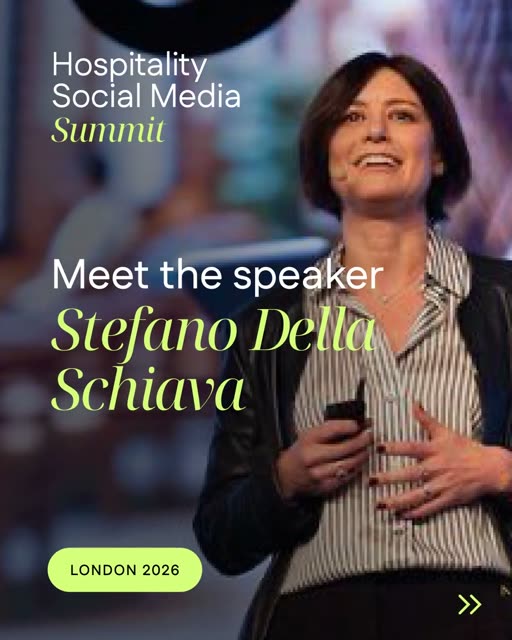 Hospitality
Social Media
Summit
Meet the speaker
Stefano Della
Schiava
LONDON 2026